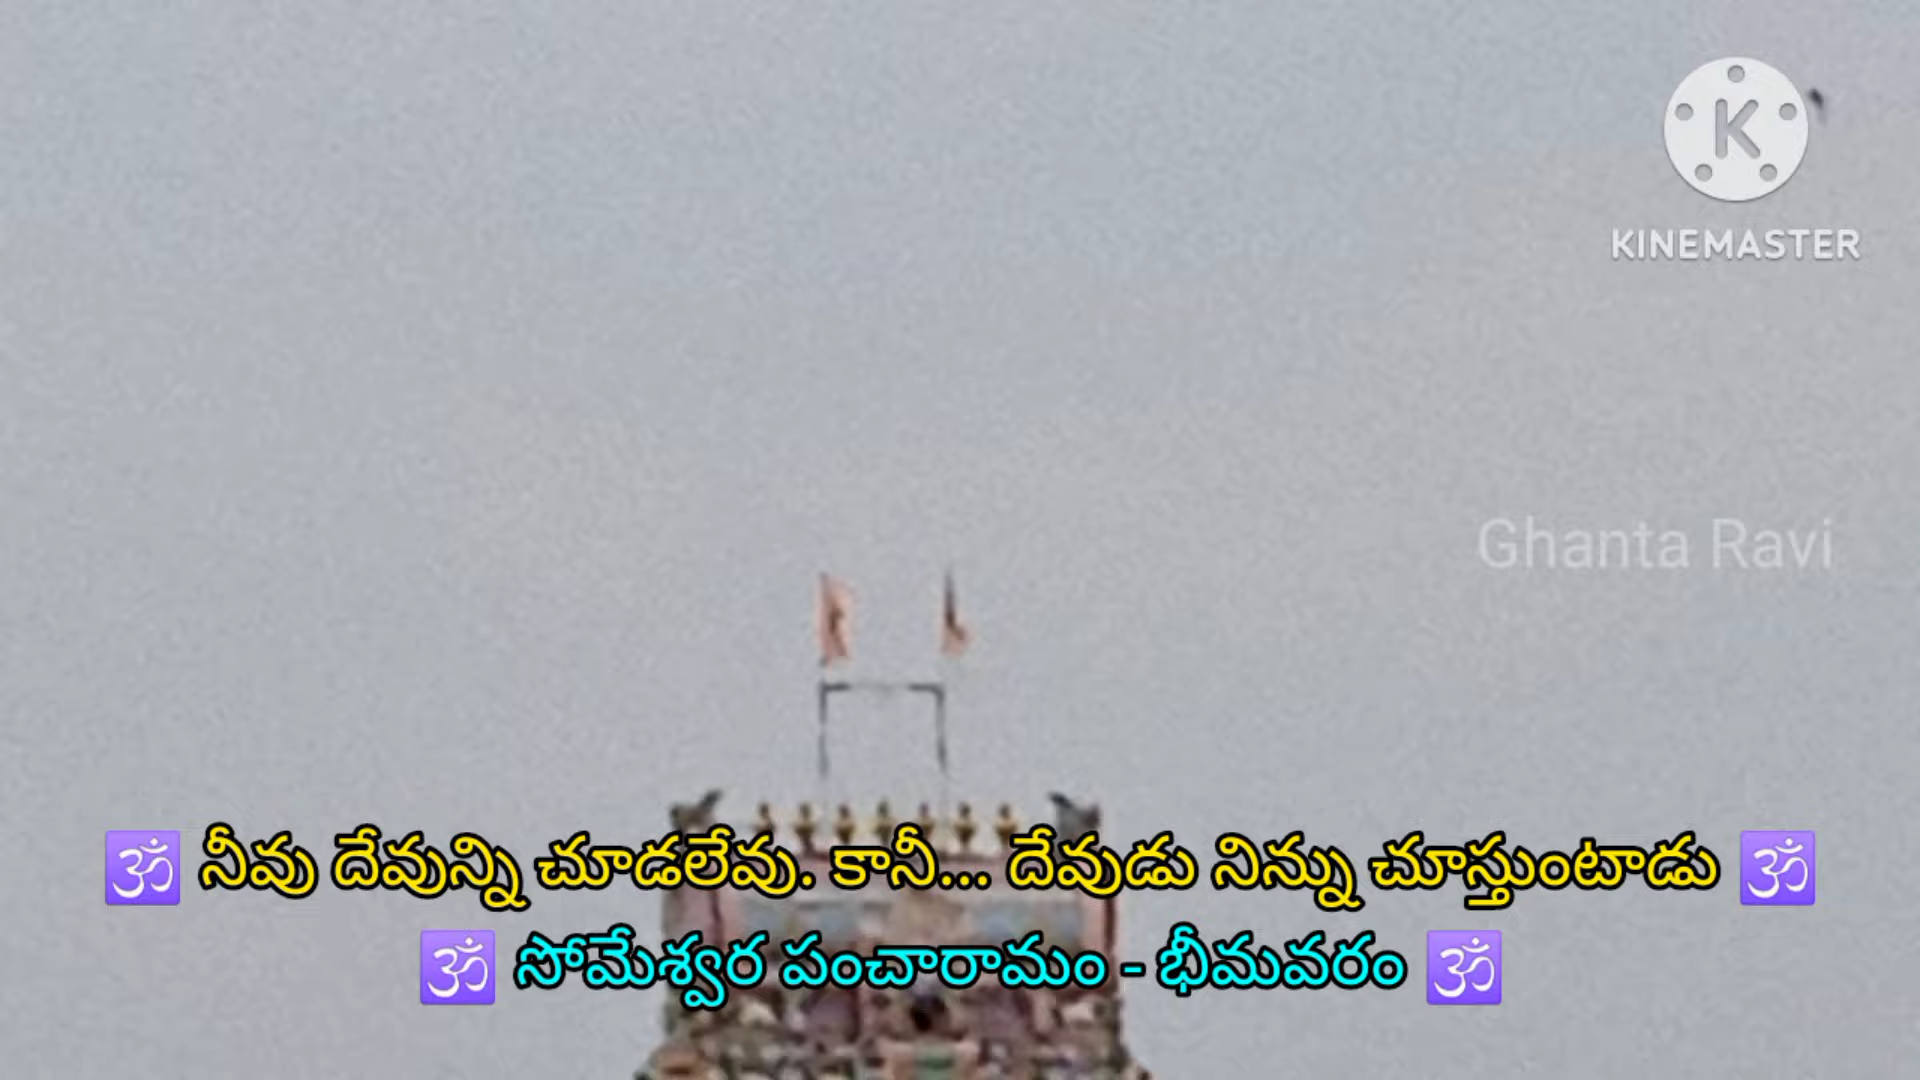 KINEMASTER
Ghanta Ravi
🕉 నీవు దేవున్ని చూడలేవు. కానీ... దేవుడు నిన్ను చూస్తుంటాడు 🕉
🕉 సోమేశ్వర పంచారామం - భీమవరం 🕉